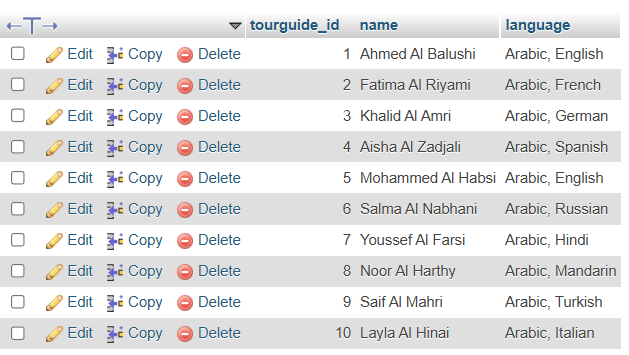 tourguide_id name language
Edit Copy Delete 1 Ahmed Al Balushi Arabic, English
Edit Copy Delete 2 Fatima Al Riyami Arabic, French
Edit Copy Delete 3 Khalid Al Amri Arabic, German
Edit Copy Delete 4 Aisha Al Zadjali Arabic, Spanish
Edit Copy Delete 5 Mohammed Al Habsi Arabic, English
Edit Copy Delete 6 Salma Al Nabhani Arabic, Russian
Edit Copy Delete 7 Youssef Al Farsi Arabic, Hindi
Edit Copy Delete 8 Noor Al Harthy Arabic, Mandarin
Edit Copy Delete 9 Saif Al Mahri Arabic, Turkish
Edit Copy Delete 10 Layla Al Hinai Arabic, Italian